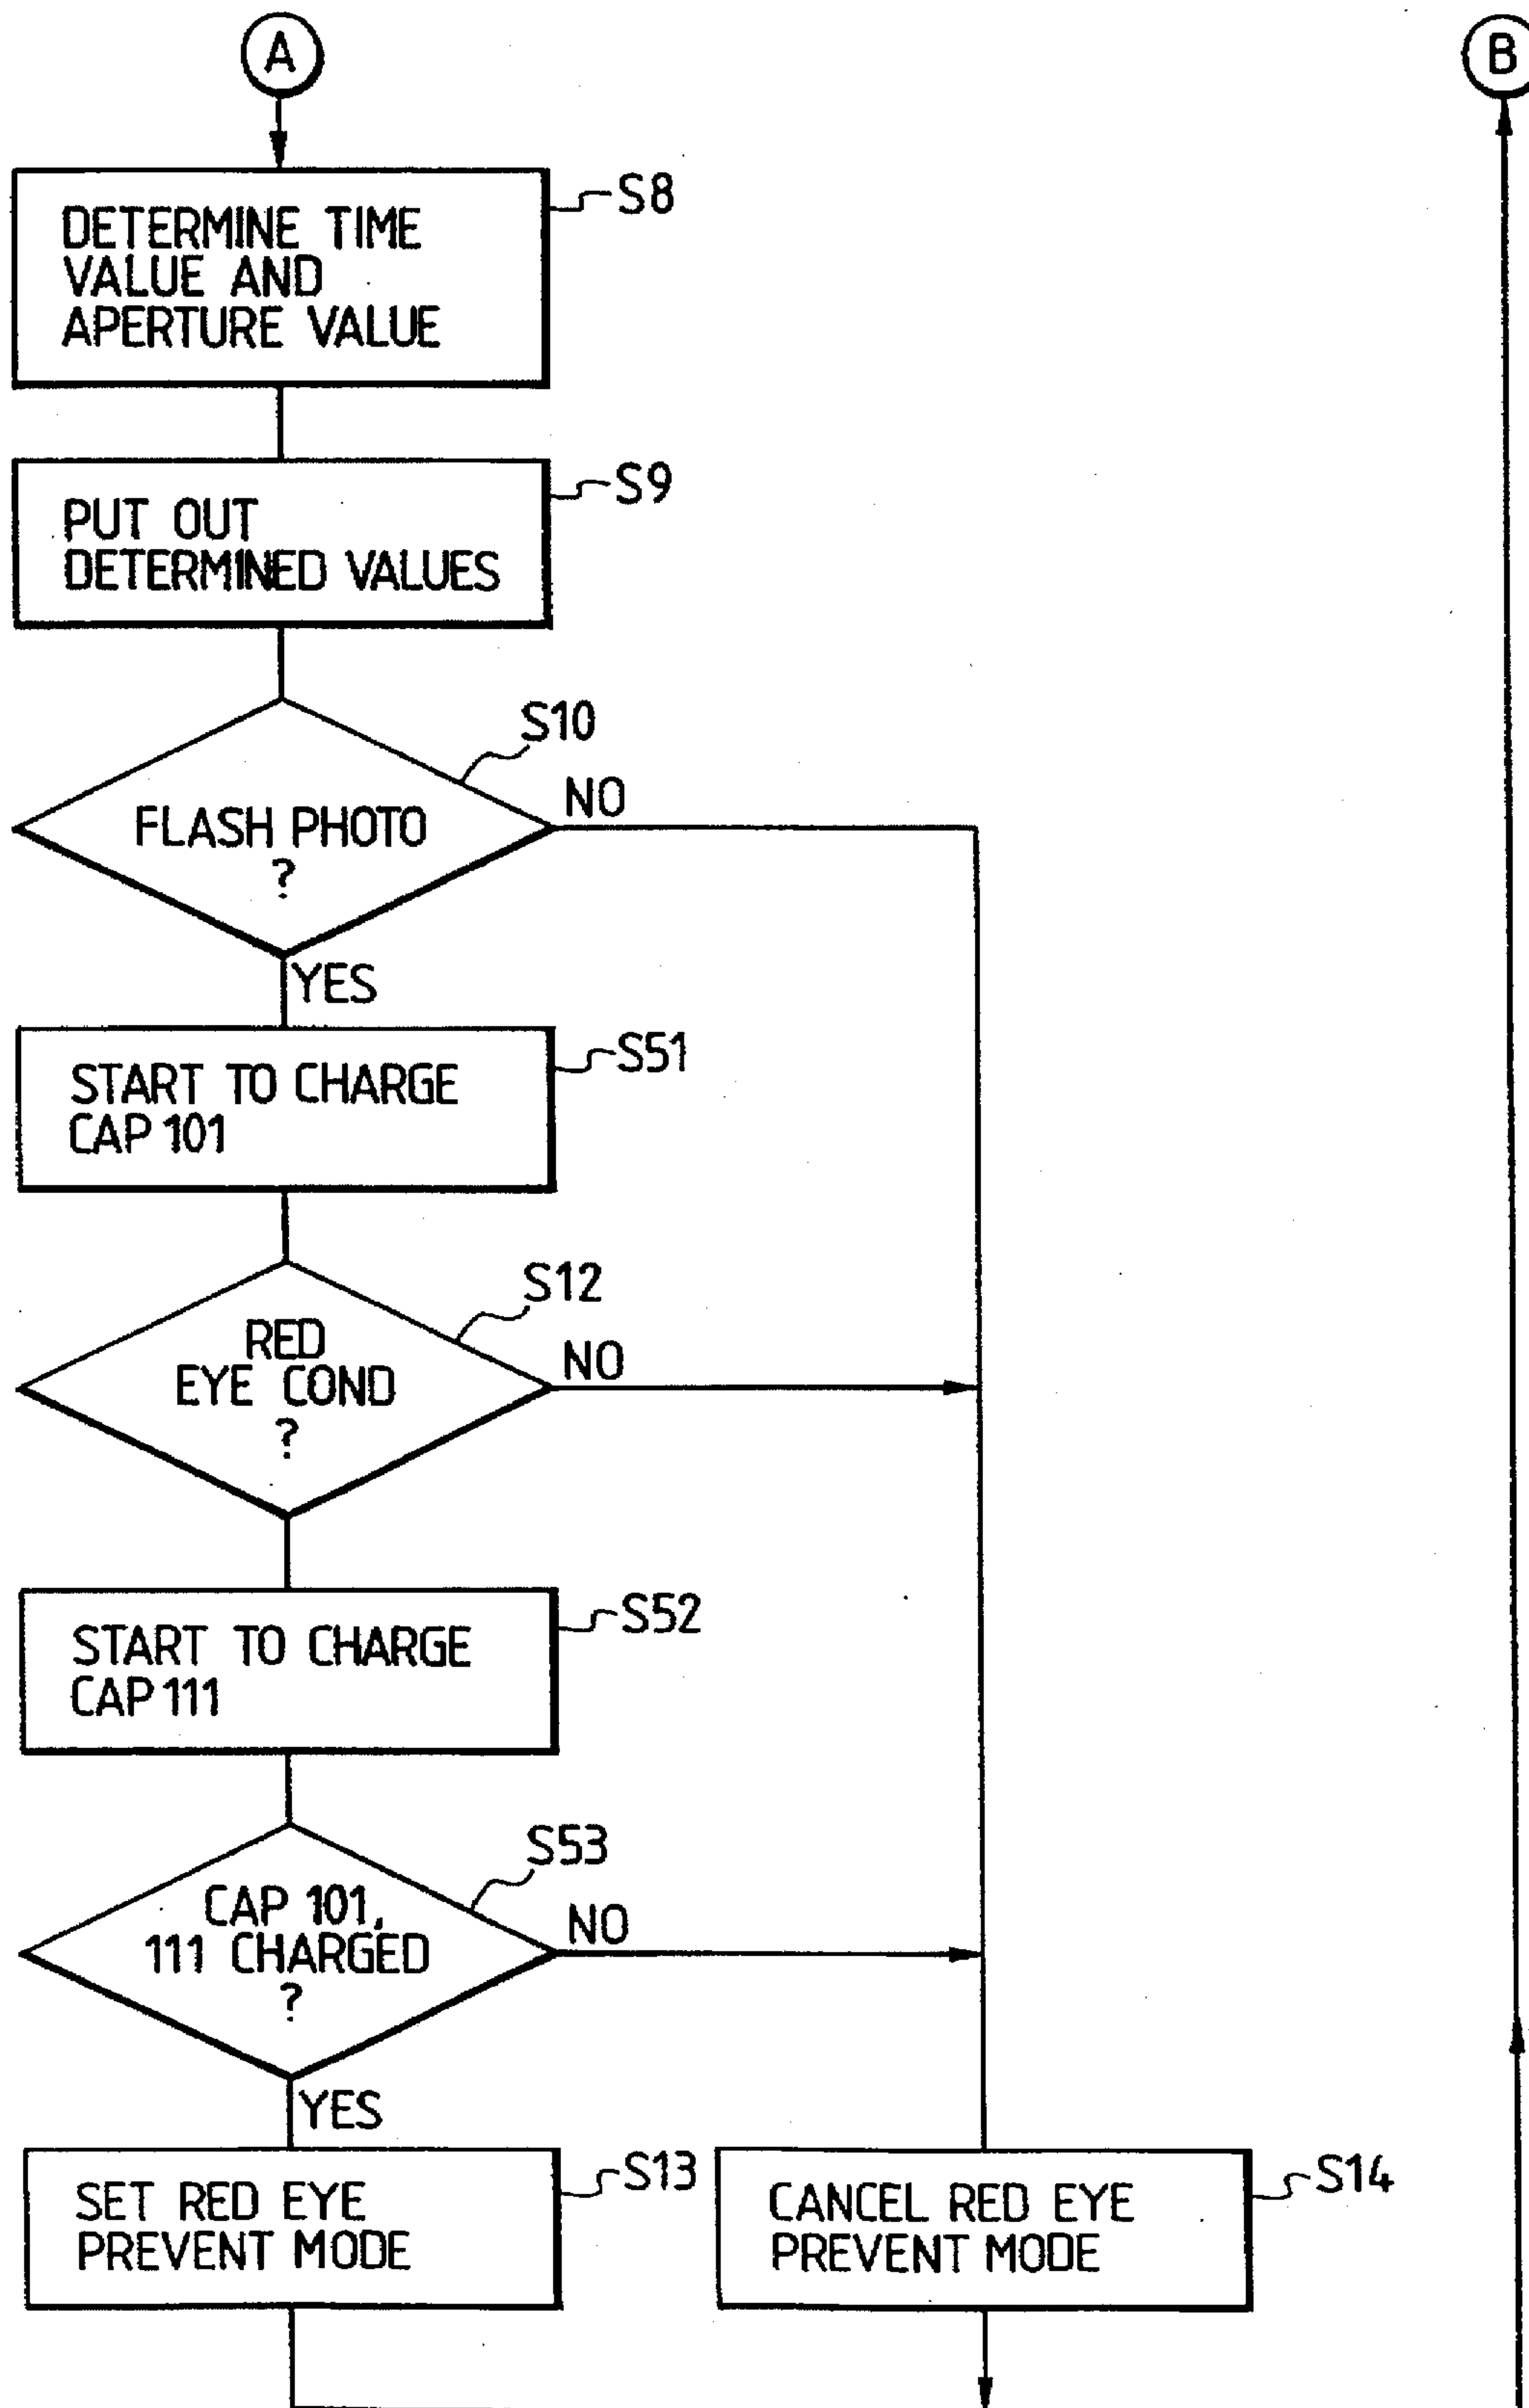 A
B
S8
DETERMINE TIME
VALUE AND
APERTURE VALUE
S9
PUT OUT
DETERMINED VALUES
S10
FLASH PHOTO
?
NO
YES
S51
START TO CHARGE
CAP 101
S12
RED
EYE COND
?
NO
S52
START TO CHARGE
CAP 111
S53
CAP 101,
111 CHARGED
?
NO
YES
S13
SET RED EYE
PREVENT MODE
S14
CANCEL RED EYE
PREVENT MODE